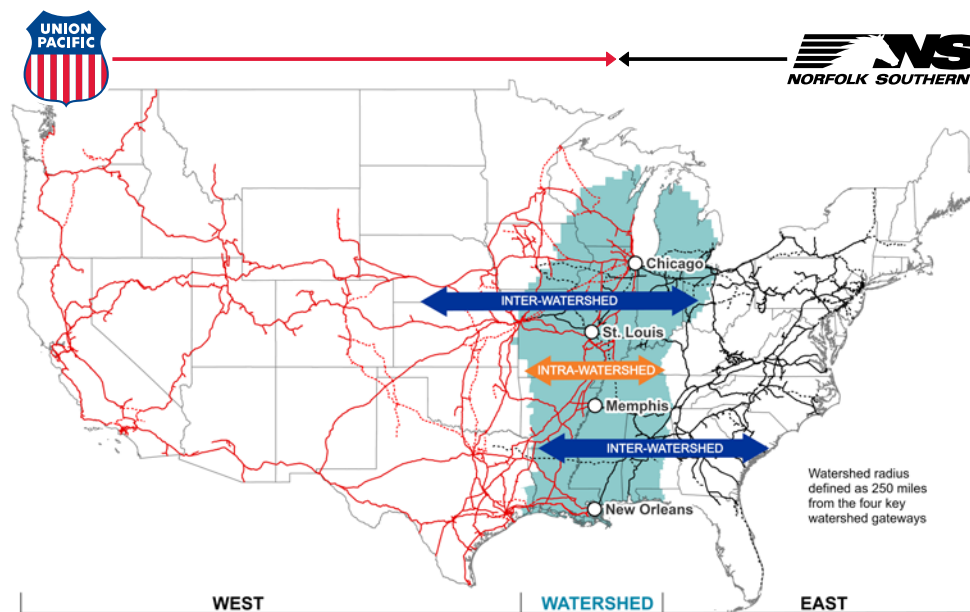 UNION
PACIFIC
NS
NORFOLK SOUTHERN
Chicago
INTER-WATERSHED
St. Louis
INTRA-WATERSHED
Memphis
INTER-WATERSHED
Watershed radius
defined as 250 miles
from the four key
watershed gateways
New Orleans
WEST
WATERSHED
EAST